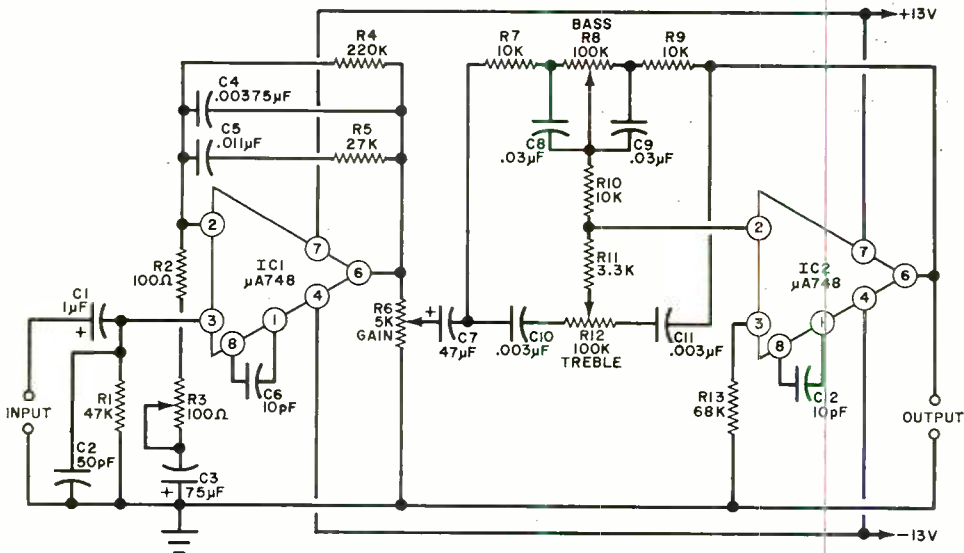 +13V
R4
220K
C4
.00375µF
C5
.011µF
R5
27K
R7
10K
BASS
R8
100K
R9
10K
C8
.03µF
C9
.03µF
R10
10K
R11
3.3K
2
7
IC1
µA748
6
4
3
1
8
R2
100Ω
C1
1µF
+
R6
5K
GAIN
+
C7
47µF
C10
.003µF
R12
100K
TREBLE
C11
.003µF
2
7
IC2
µA748
6
4
3
1
8
C6
10pF
C12
10pF
INPUT
R1
47K
R3
100Ω
C2
50pF
C3
75µF
+
R13
68K
OUTPUT
-13V